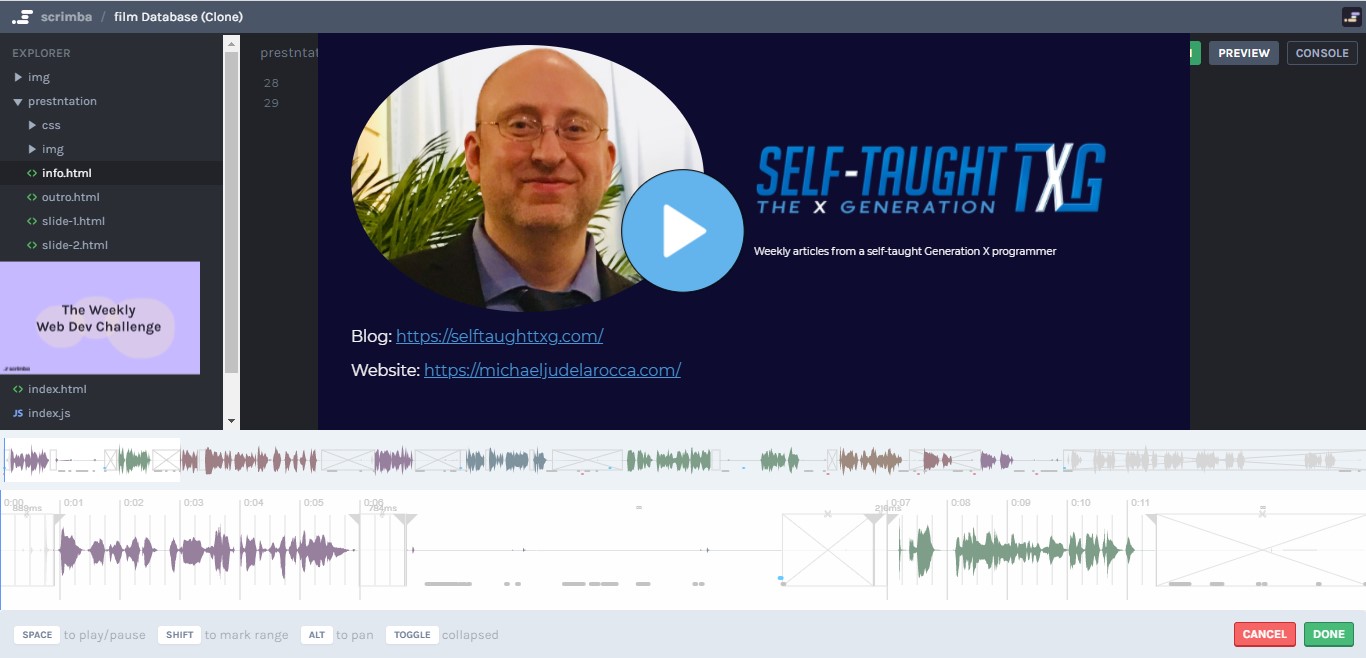 scrimba / film Database (Clone)
EXPLORER
img
prestntation
css
img
info.html
outro.html
slide-1.html
slide-2.html
The Weekly
Web Dev Challenge
scrimba
index.html
JS index.js
prestntat
28
29
PREVIEW
CONSOLE
SELF-TAUGHT TXG
THE X GENERATION
Weekly articles from a self-taught Generation X programmer
Blog: https://selftaughttxg.com/
Website: https://michaeljudelarocca.com/
0:00 0:01 0:02 0:03 0:04 0:05 0:06 0:07 0:08 0:09 0:10 0:11
SPACE to play/pause SHIFT to mark range ALT to pan TOGGLE collapsed
CANCEL DONE